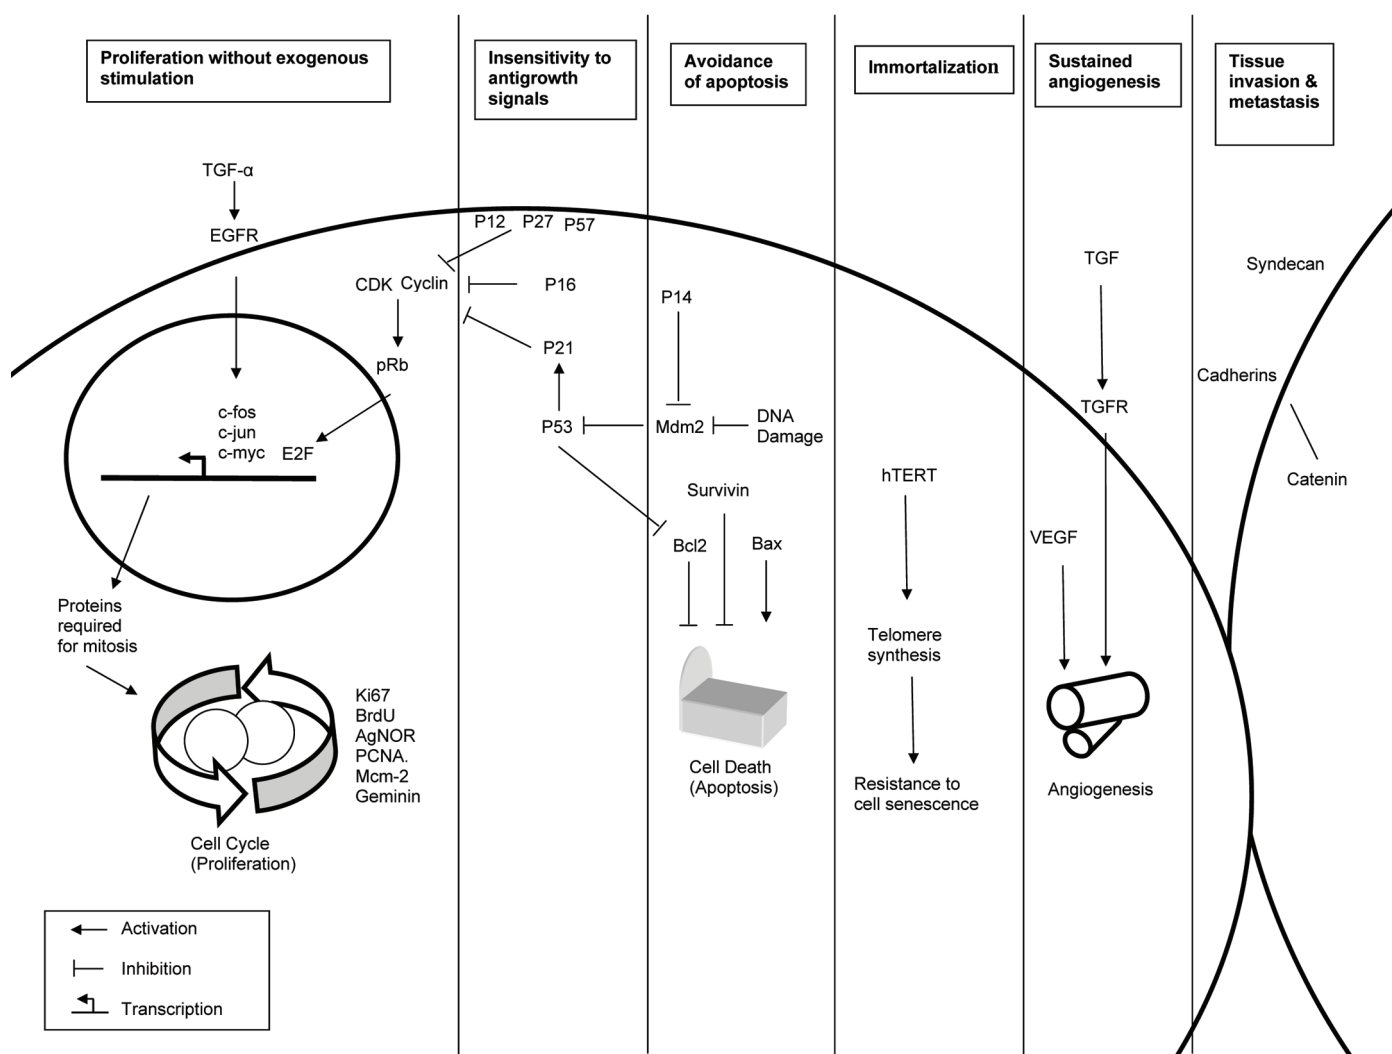 Proliferation without exogenous
stimulation
Insensitivity to
antigrowth
signals
Avoidance
of apoptosis
Immortalization
Sustained
angiogenesis
Tissue
invasion &
metastasis
TGF-α
EGFR
CDK Cyclin
pRb
c-fos
c-jun
c-myc
E2F
Proteins
required
for mitosis
Ki67
BrdU
AgNOR
PCNA.
Mcm-2
Geminin
Cell Cycle
(Proliferation)
P12 P27 P57
P16
P21
P53
P14
Mdm2
DNA
Damage
Survivin
Bcl2
Bax
Cell Death
(Apoptosis)
hTERT
Telomere
synthesis
Resistance to
cell senescence
TGF
TGFR
VEGF
Angiogenesis
Syndecan
Cadherins
Catenin
Activation
Inhibition
Transcription